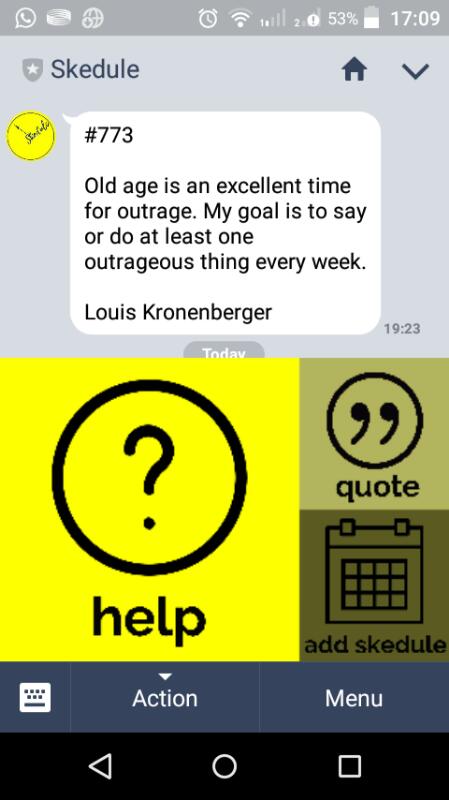 53% 17:09
Skedule
#773
Old age is an excellent time
for outrage. My goal is to say
or do at least one
outrageous thing every week.
Louis Kronenberger
19:23
Today
quote
help
add skedule
Action
Menu